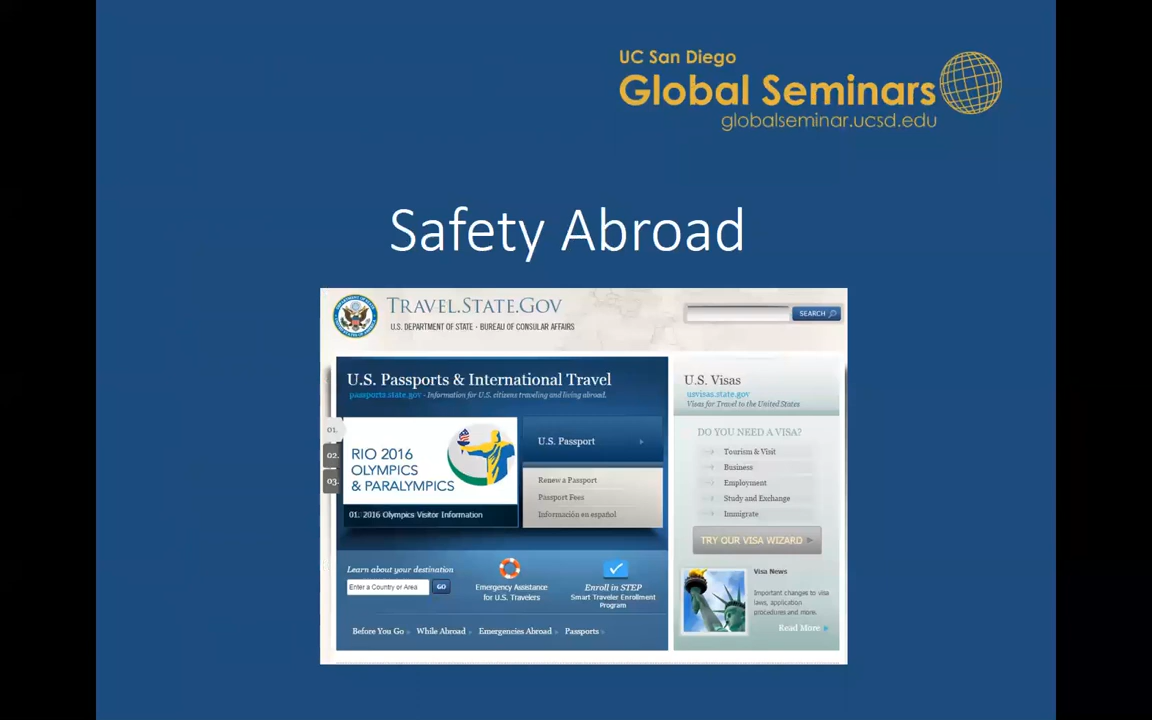 UC San Diego
Global Seminars
globalseminar.ucsd.edu
Safety Abroad
TRAVEL.STATE.GOV
U.S. DEPARTMENT OF STATE · BUREAU OF CONSULAR AFFAIRS
SEARCH
U.S. Passports & International Travel
passports.state.gov - Information for U.S. citizens traveling and living abroad.
01.
02.
03.
RIO 2016
OLYMPICS
& PARALYMPICS
01. 2016 Olympics Visitor Information
U.S. Passport
Renew a Passport
Passport Fees
Información en español
Learn about your destination
Enter a Country or Area
GO
Emergency Assistance
for U.S. Travelers
Enroll in STEP
Smart Traveler Enrollment
Program
Before You Go »
While Abroad »
Emergencies Abroad »
Passports »
U.S. Visas
usvisas.state.gov
Visas for Travel to the United States
DO YOU NEED A VISA?
Tourism & Visit
Business
Employment
Study and Exchange
Immigrate
TRY OUR VISA WIZARD >
Visa News
Important changes to visa
laws, application
procedures and more.
Read More